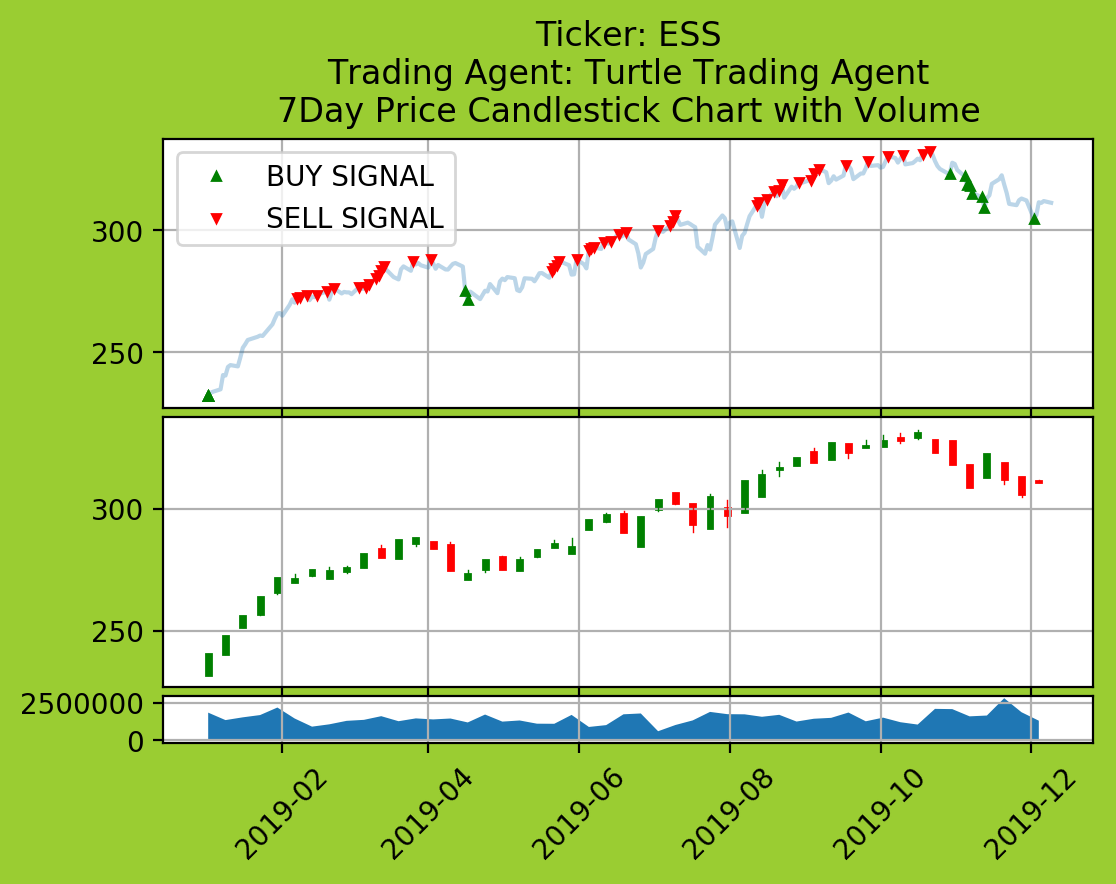 Ticker: ESS
Trading Agent: Turtle Trading Agent
7Day Price Candlestick Chart with Volume
BUY SIGNAL
SELL SIGNAL
300
250
300
250
2500000
0
2019-02
2019-04
2019-06
2019-08
2019-10
2019-12